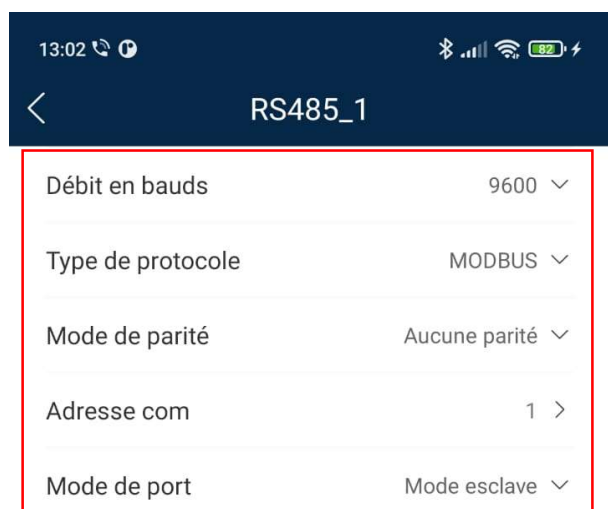 13:02
82
RS485_1
Débit en bauds 9600
Type de protocole MODBUS
Mode de parité Aucune parité
Adresse com 1
Mode de port Mode esclave